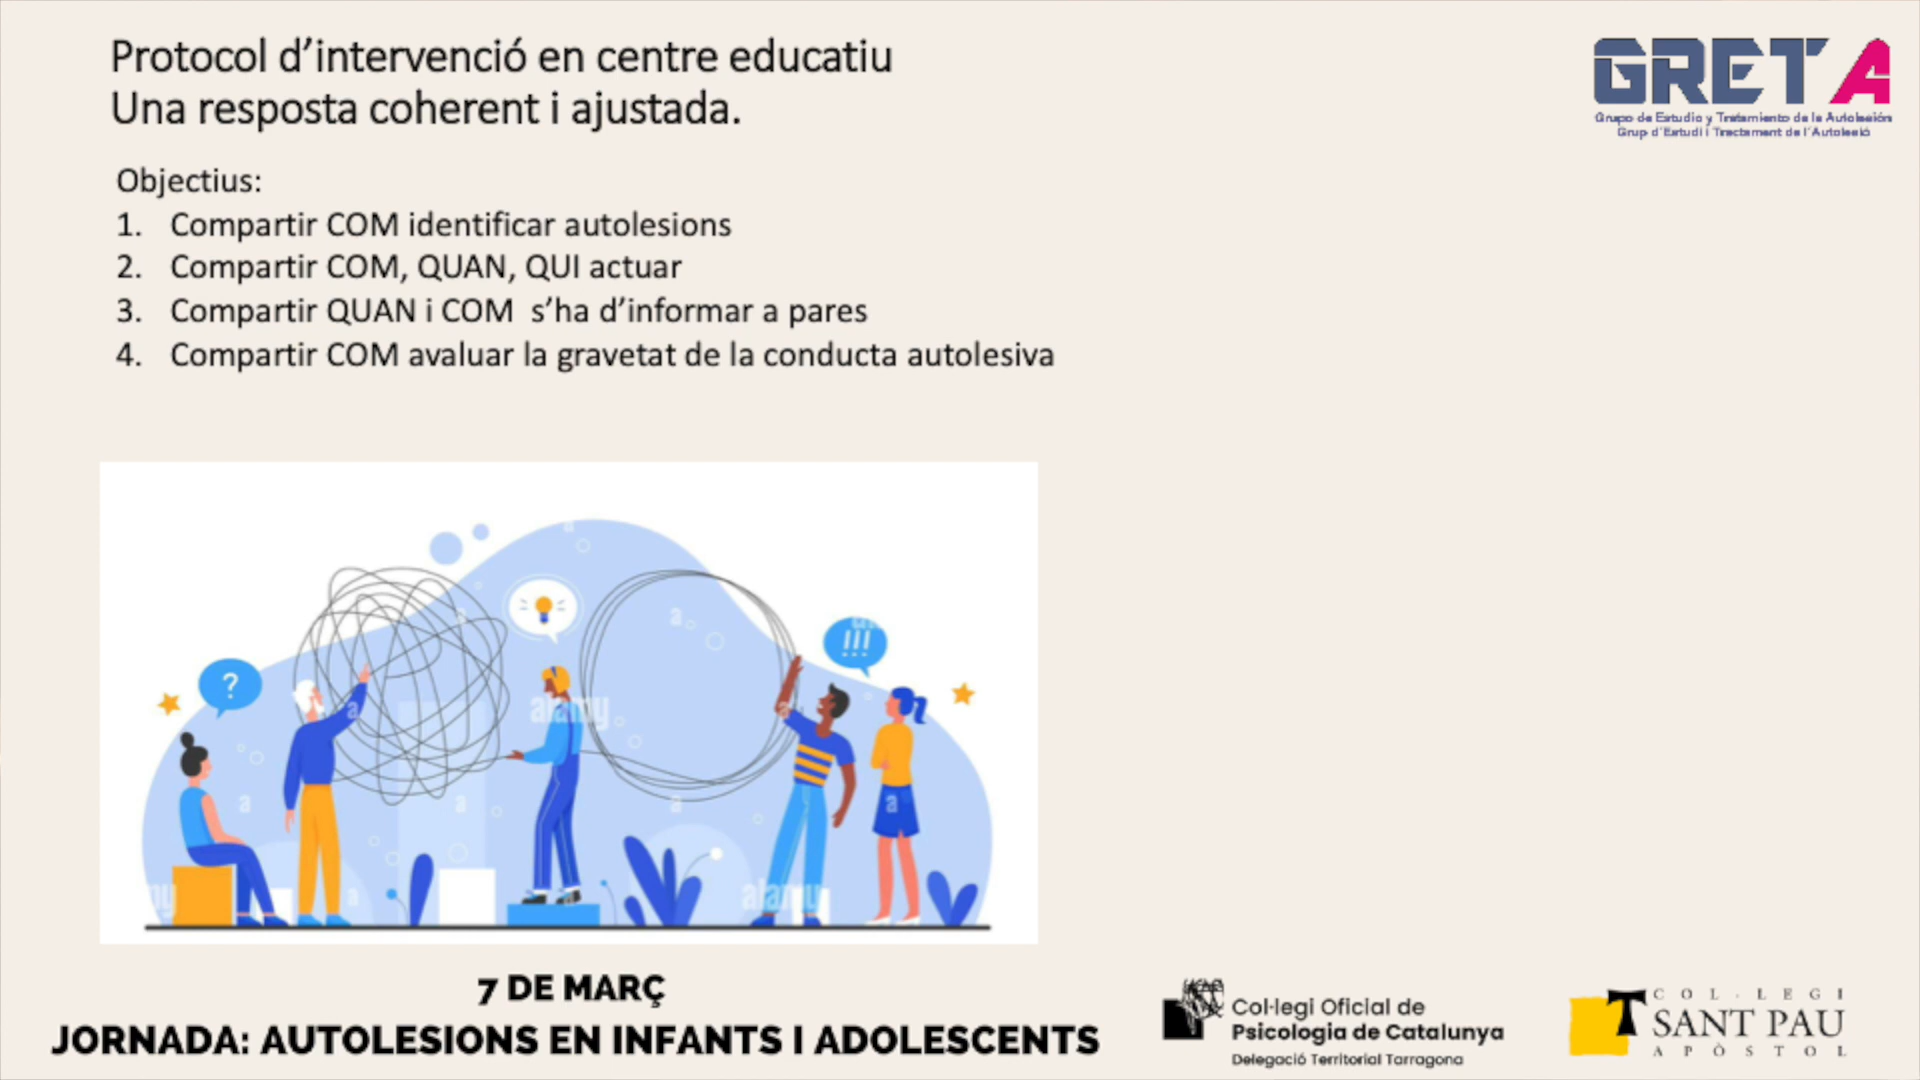 Protocol d'intervenció en centre educatiu
Una resposta coherent i ajustada.
GRETA
Grupo de Estudio y Tratamiento de la Autolesión
Grup d'Estudi i Tractament de l'Autolesió
Objectius:
1. Compartir COM identificar autolesions
2. Compartir COM, QUAN, QUI actuar
3. Compartir QUAN i COM s'ha d'informar a pares
4. Compartir COM avaluar la gravetat de la conducta autolesiva
?
!!!
alamy
alamy
7 DE MARÇ
JORNADA: AUTOLESIONS EN INFANTS I ADOLESCENTS
Col·legi Oficial de
Psicologia de Catalunya
Delegació Territorial Tarragona
COL·LEGI
SANT PAU
APÒSTOL